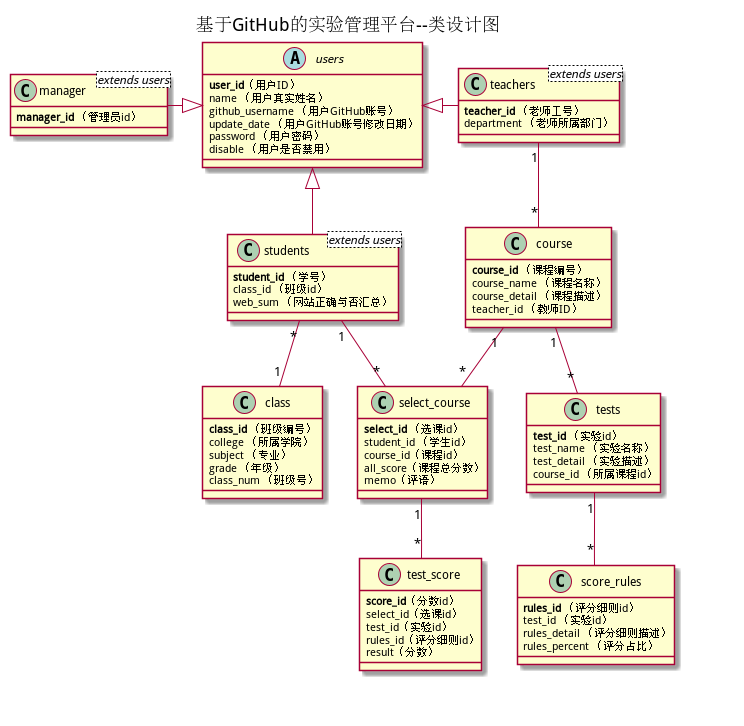 基于GitHub的实验管理平台--类设计图
A users
user_id（用户ID）
name （用户真实姓名）
github_username （用户GitHub账号）
update_date （用户GitHub账号修改日期）
password （用户密码）
disable （用户是否禁用）
C manager
extends users
manager_id （管理员id）
C teachers
extends users
teacher_id （老师工号）
department （老师所属部门）
1
*
C students
extends users
student_id （学号）
class_id （班级id）
web_sum （网站正确与否汇总）
C course
course_id （课程编号）
course_name （课程名称）
course_detail （课程描述）
teacher_id （教师ID）
*
1
1
*
1
*
1
*
C class
class_id （班级编号）
college （所属学院）
subject （专业）
grade （年级）
class_num （班级号）
C select_course
select_id （选课id）
student_id （学生id）
course_id （课程id）
all_score（课程总分数）
memo（评语）
C tests
test_id （实验id）
test_name （实验名称）
test_detail （实验描述）
course_id （所属课程id）
1
*
1
*
C test_score
score_id（分数id）
select_id （选课id）
test_id（实验id）
rules_id （评分细则id）
result （分数）
C score_rules
rules_id （评分细则id）
test_id （实验id）
rules_detail （评分细则描述）
rules_percent （评分占比）